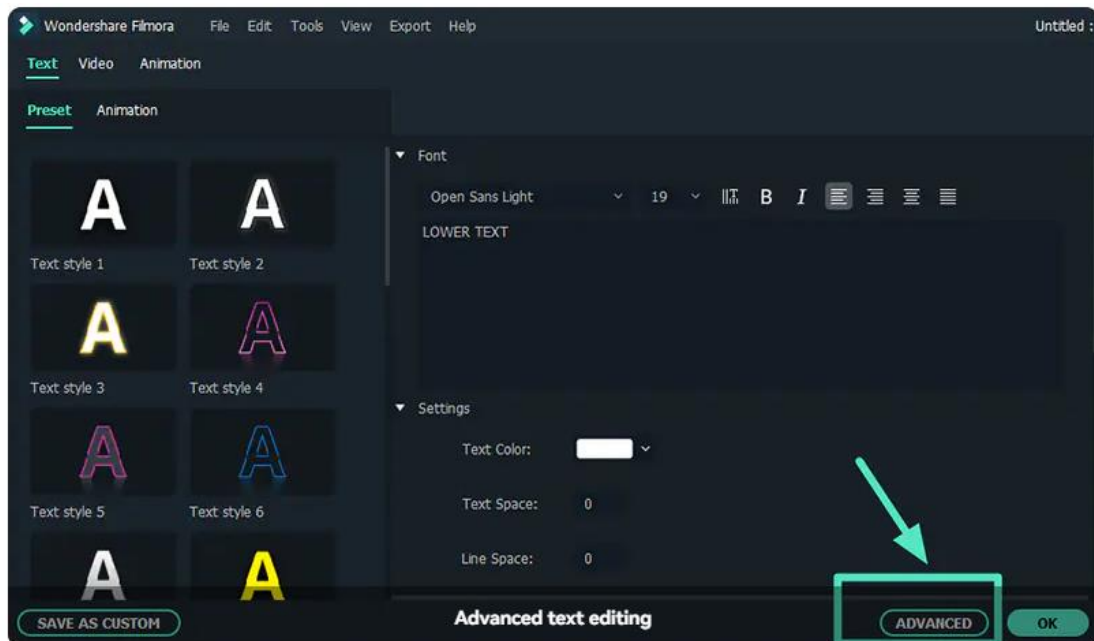 Wondershare Filmora File Edit Tools View Export Help Untitled :
Text Video Animation
Preset Animation
Font
Open Sans Light 19 B I
LOWER TEXT
A A
Text style 1 Text style 2
A A
Text style 3 Text style 4
A A
Text style 5 Text style 6
A A
Settings
Text Color:
Text Space: 0
Line Space: 0
SAVE AS CUSTOM Advanced text editing ADVANCED OK